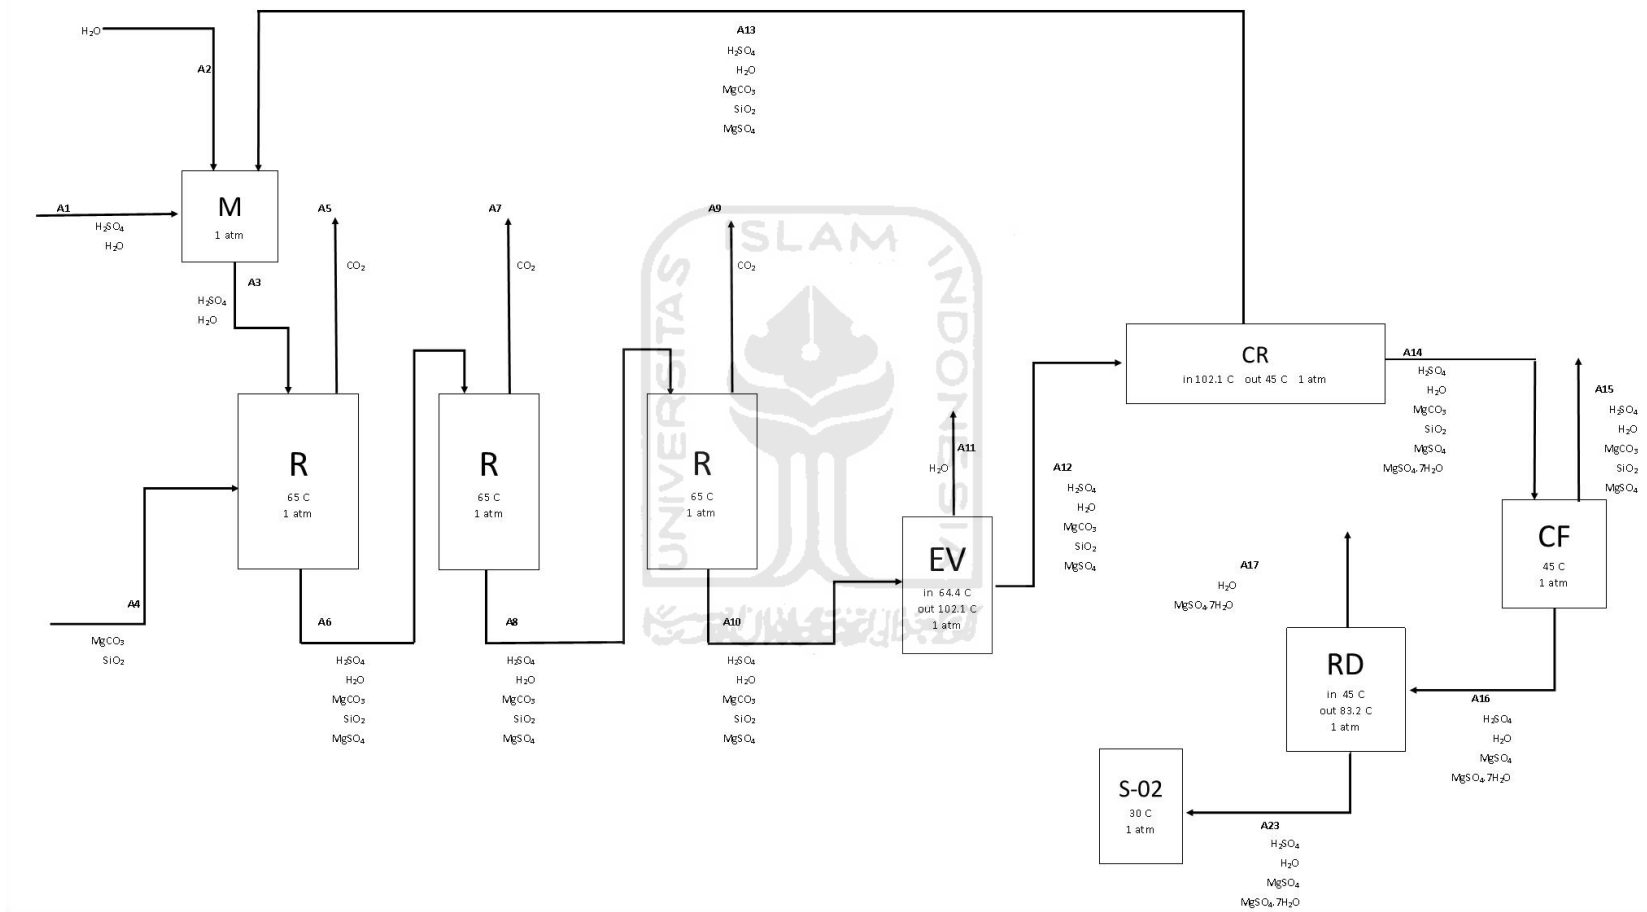 A13
H₂SO₄
H₂O
MgCO₃
SiO₂
MgSO₄
H₂O
A2
M
1 atm
A1
H₂SO₄
H₂O
A3
H₂SO₄
H₂O
A5
CO₂
A7
CO₂
A9
CO₂
ISLAM
UNIVERSITAS
INDONESIA
R
65 C
1 atm
R
65 C
1 atm
R
65 C
1 atm
A4
MgCO₃
SiO₂
A6
H₂SO₄
H₂O
MgCO₃
SiO₂
MgSO₄
A8
H₂SO₄
H₂O
MgCO₃
SiO₂
MgSO₄
A10
H₂SO₄
H₂O
MgCO₃
SiO₂
MgSO₄
A11
H₂O
EV
in 64.4 C
out 102.1 C
1 atm
A12
H₂SO₄
H₂O
MgCO₃
SiO₂
MgSO₄
CR
in 102.1 C out 45 C 1 atm
A14
H₂SO₄
H₂O
MgCO₃
SiO₂
MgSO₄
MgSO₄.7H₂O
A15
H₂SO₄
H₂O
MgCO₃
SiO₂
MgSO₄
CF
45 C
1 atm
A17
H₂O
MgSO₄.7H₂O
RD
in 45 C
out 83.2 C
1 atm
A16
H₂SO₄
H₂O
MgSO₄
MgSO₄.7H₂O
S-02
30 C
1 atm
A23
H₂SO₄
H₂O
MgSO₄
MgSO₄.7H₂O